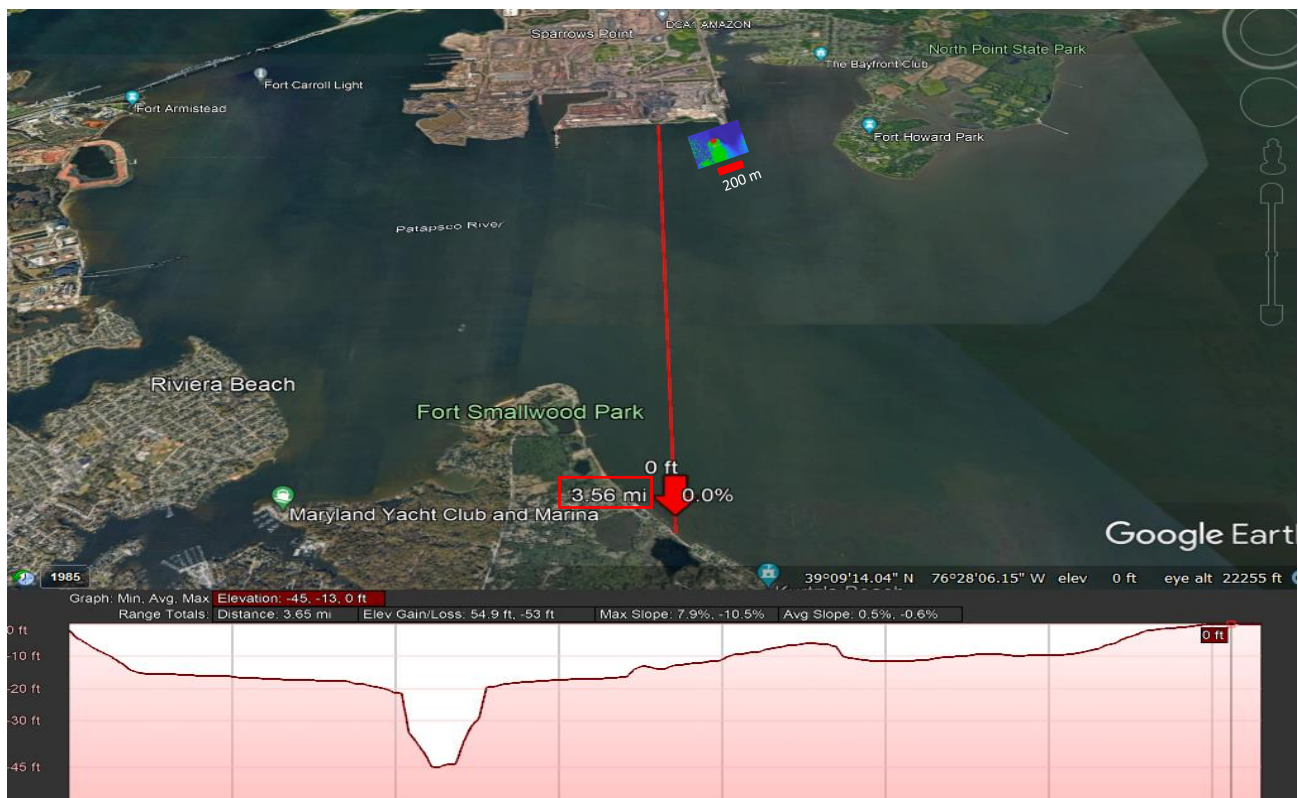 DCA1 AMAZON
Sparrows Point
North Point State Park
The Bayfront Club
Fort Carroll Light
Fort Armistead
Fort Howard Park
200 m
Patapsco River
Riviera Beach
Fort Smallwood Park
0 ft
3.56 mi 0.0%
Maryland Yacht Club and Marina
Google Eart
1985 39°09'14.04" N 76°28'06.15" W elev 0 ft eye alt 22255 ft
Graph: Min, Avg, Max Elevation: -45, -13, 0 ft
Range Totals: Distance: 3.65 mi Elev Gain/Loss: 54.9 ft, -53 ft Max Slope: 7.9%, -10.5% Avg Slope: 0.5%, -0.6%
0 ft
0 ft
-10 ft
-20 ft
-30 ft
-45 ft